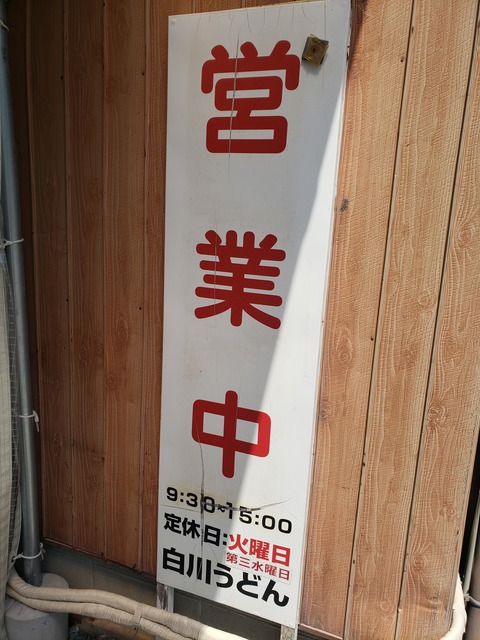 営業中
9:30~15:00
定休日:火曜日
第三水曜日
白川うどん